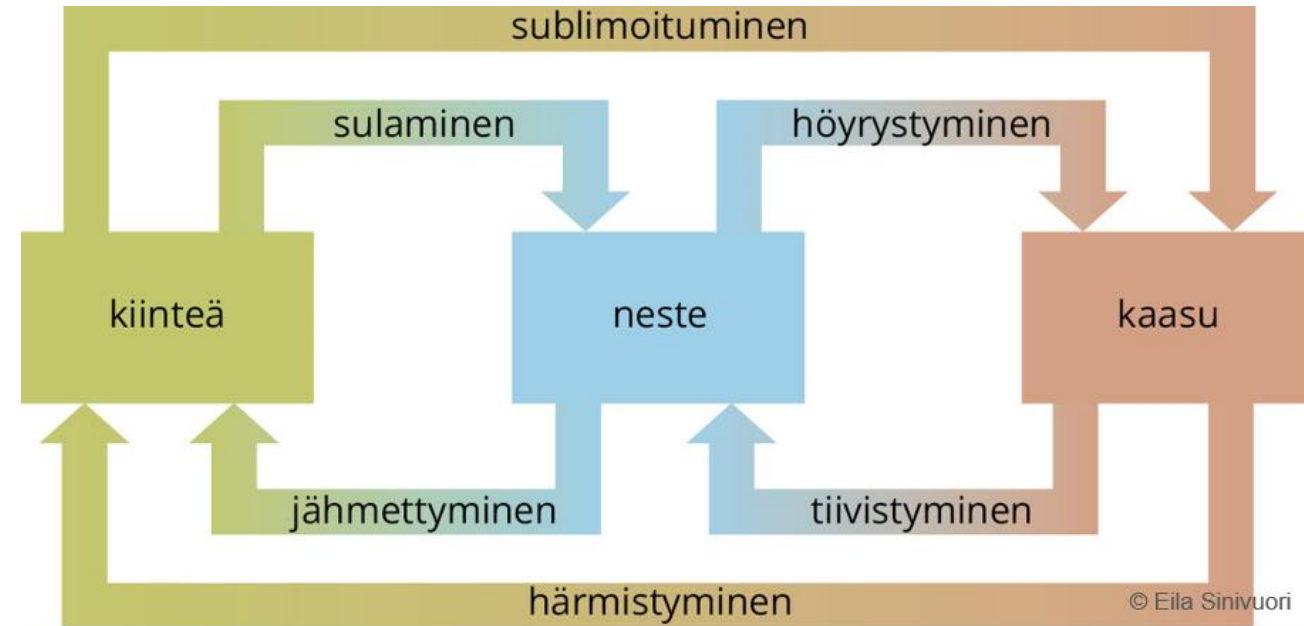 sublimoituminen
sulaminen
höyrystyminen
kiinteä
neste
kaasu
jähmettyminen
tiivistyminen
härmistyminen
© Eila Sinivuori